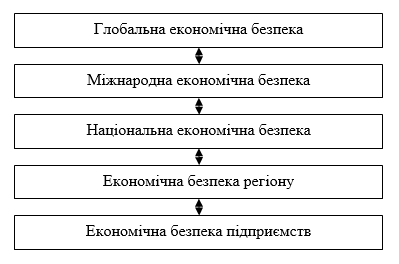 Глобальна економічна безпека
Міжнародна економічна безпека
Національна економічна безпека
Економічна безпека регіону
Економічна безпека підприємств